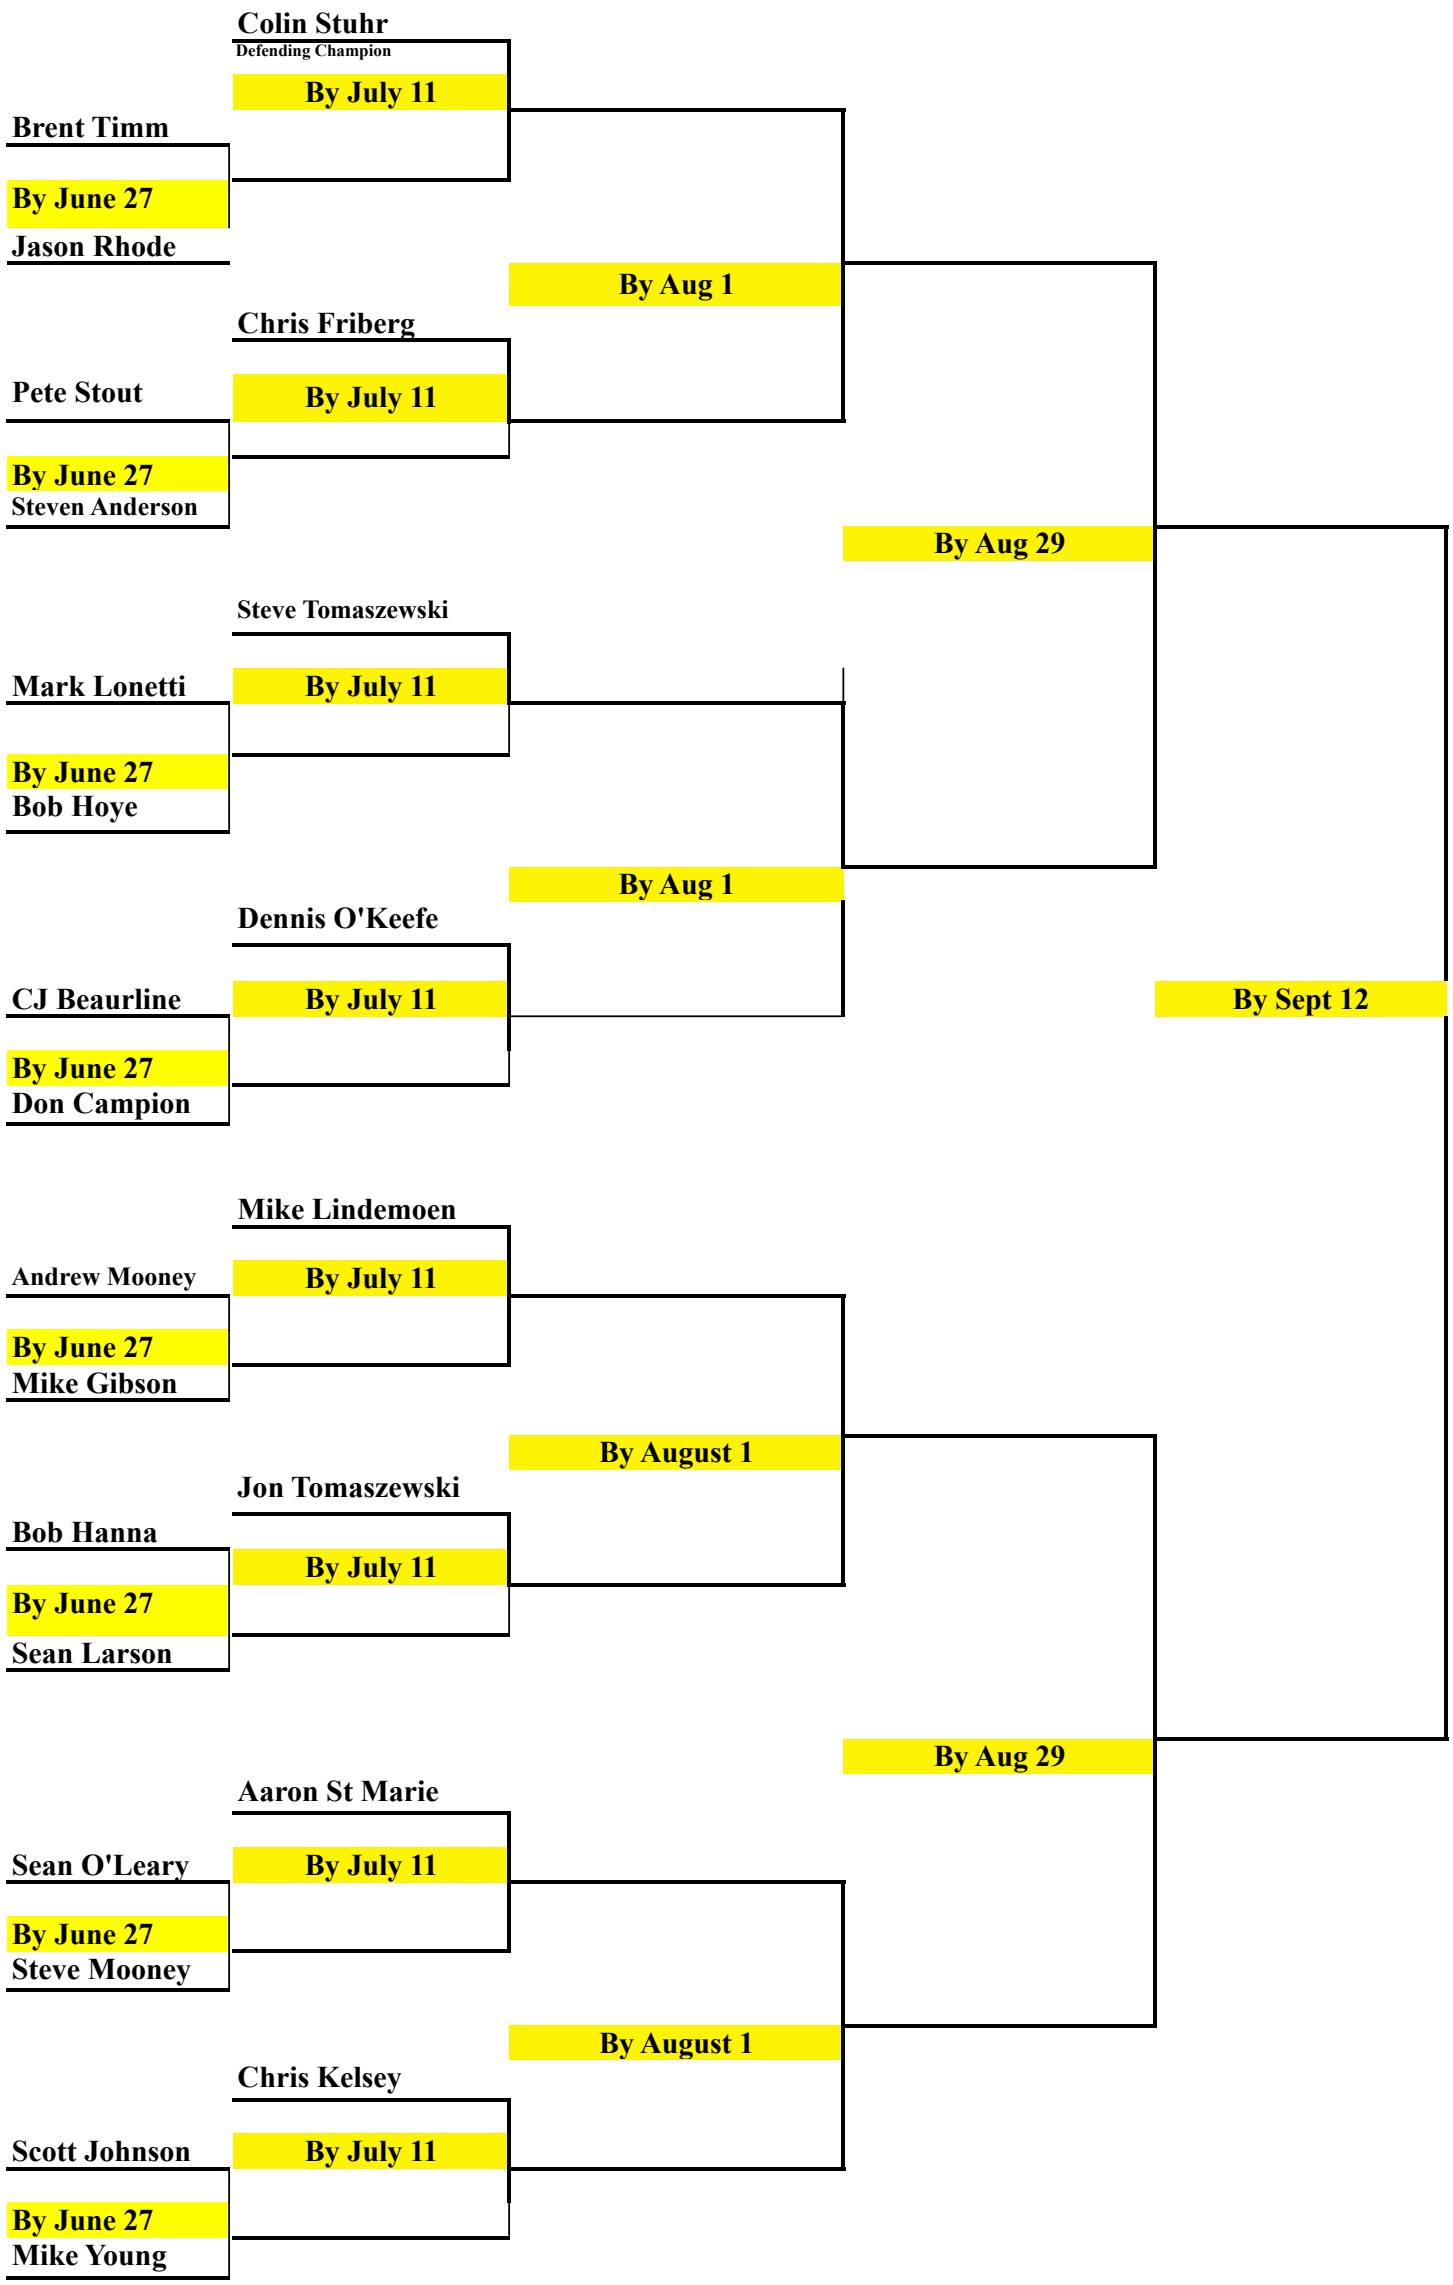 Colin Stuhr
Defending Champion
By July 11
Brent Timm
By June 27
Jason Rhode
By Aug 1
Chris Friberg
Pete Stout
By July 11
By June 27
Steven Anderson
By Aug 29
Steve Tomaszewski
Mark Lonetti
By July 11
By June 27
Bob Hoye
By Aug 1
Dennis O'Keefe
CJ Beaurline
By July 11
By Sept 12
By June 27
Don Campion
Mike Lindemoen
Andrew Mooney
By July 11
By June 27
Mike Gibson
By August 1
Jon Tomaszewski
Bob Hanna
By July 11
By June 27
Sean Larson
By Aug 29
Aaron St Marie
Sean O'Leary
By July 11
By June 27
Steve Mooney
By August 1
Chris Kelsey
Scott Johnson
By July 11
By June 27
Mike Young